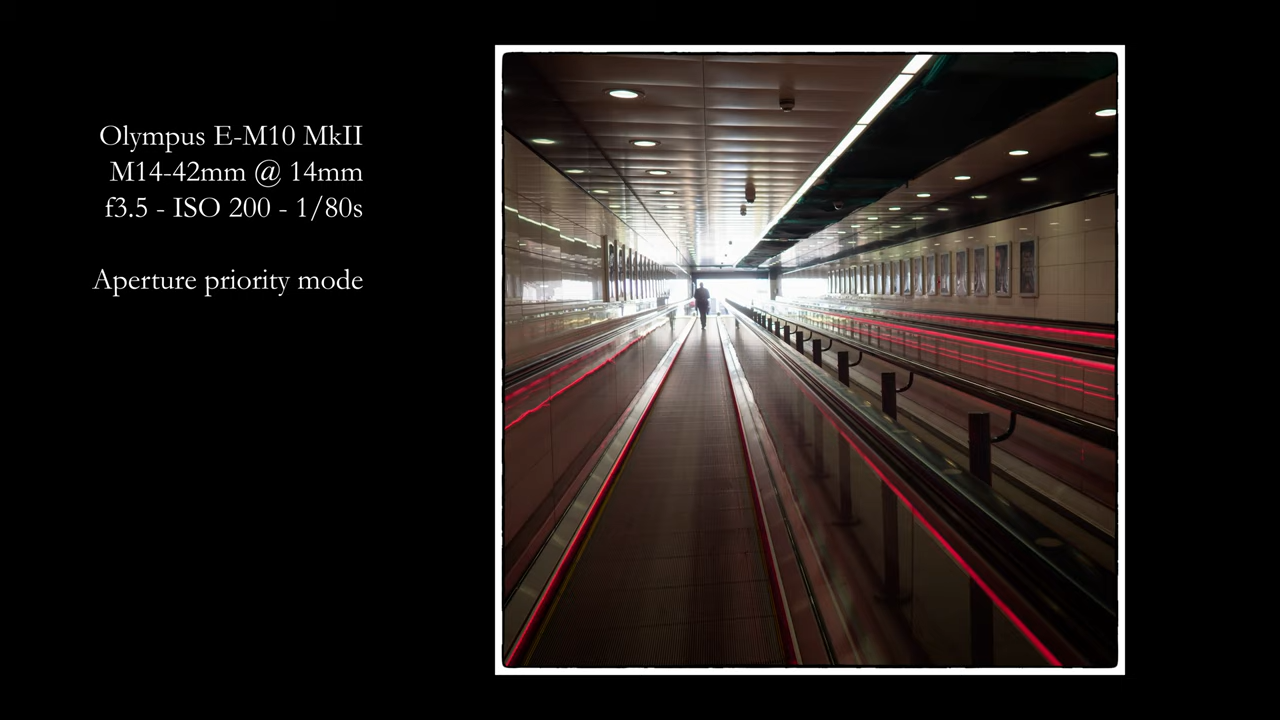 Olympus E-M10 MkII
M14-42mm @ 14mm
f3.5 - ISO 200 - 1/80s
Aperture priority mode